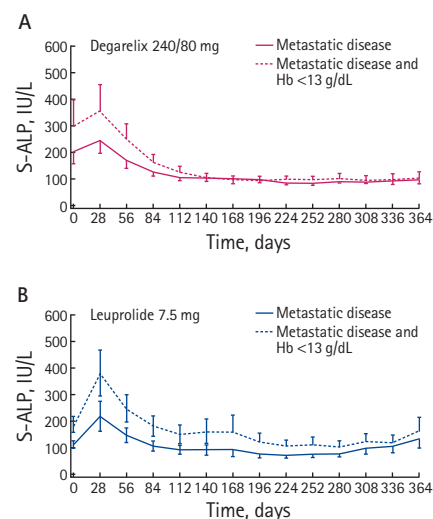 A
Degarelix 240/80 mg
Metastatic disease
Metastatic disease and
Hb <13 g/dL
S-ALP, IU/L
600
500
400
300
200
100
0
0 28 56 84 112 140 168 196 224 252 280 308 336 364
Time, days
B
Leuprolide 7.5 mg
Metastatic disease
Metastatic disease and
Hb <13 g/dL
S-ALP, IU/L
600
500
400
300
200
100
0
0 28 56 84 112 140 168 196 224 252 280 308 336 364
Time, days